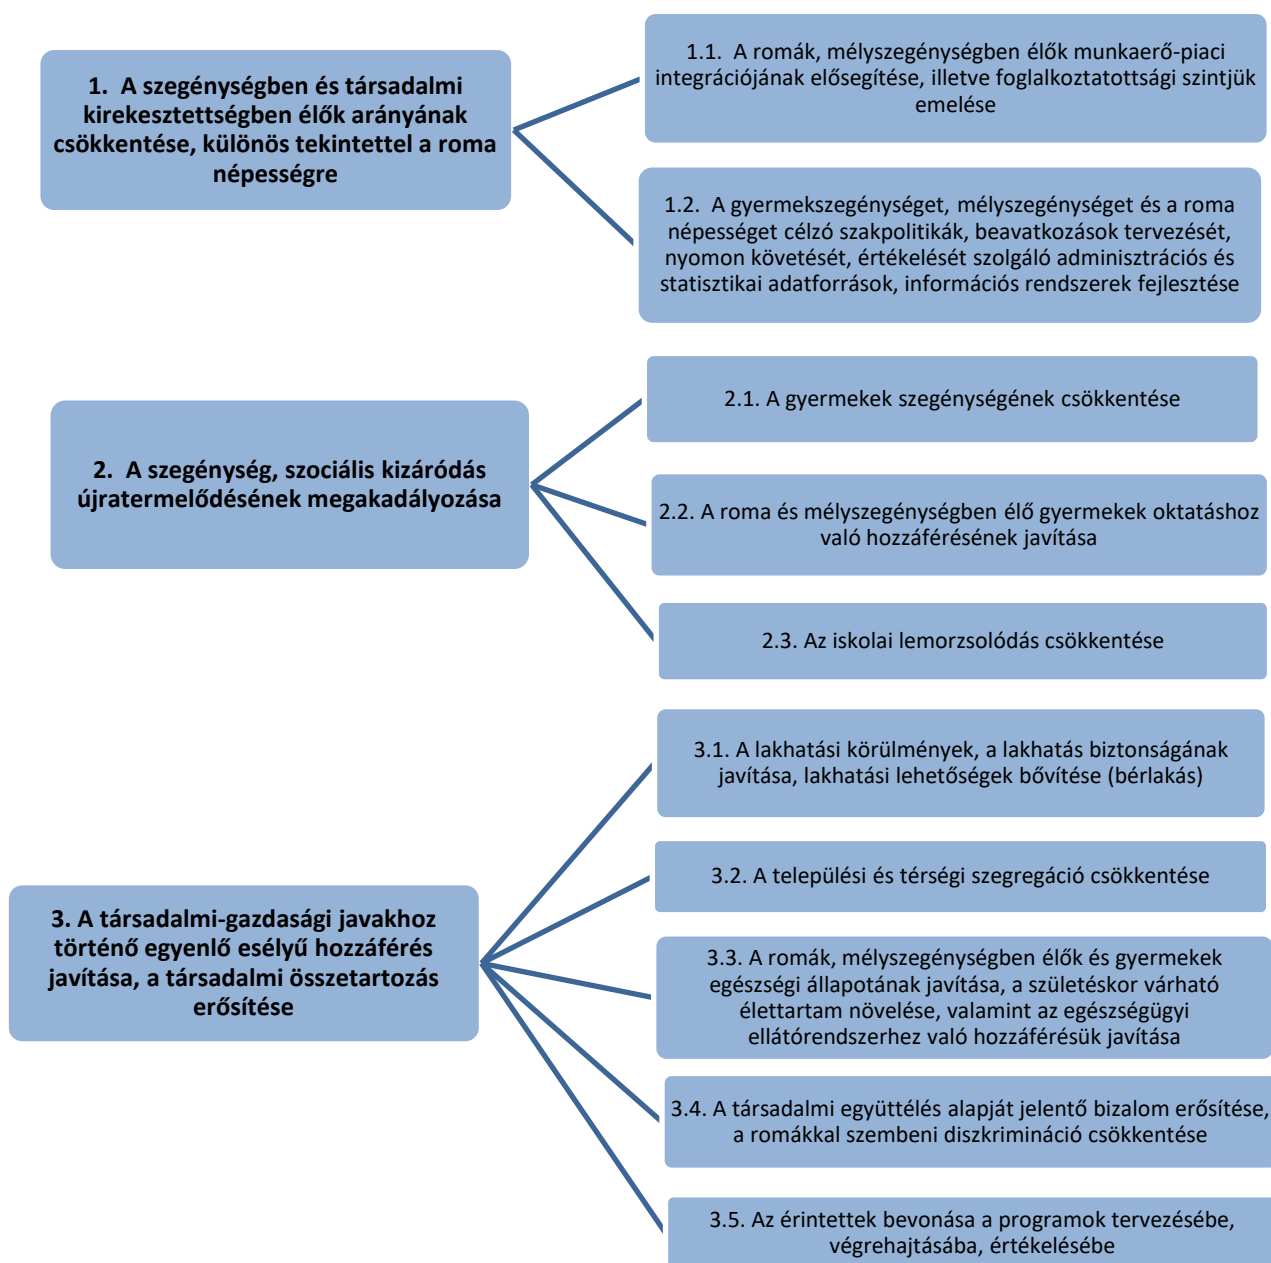 1. A szegénységben és társadalmi
kirekesztettségben élők arányának
csökkentése, különös tekintettel a roma
népességre
1.1. A romák, mélyszegénységben élők munkaerő-piaci
integrációjának elősegítése, illetve foglalkoztatottsági szintjük
emelése
1.2. A gyermekszegénységet, mélyszegénységet és a roma
népességet célzó szakpolitikák, beavatkozások tervezését,
nyomon követését, értékelését szolgáló adminisztrációs és
statisztikai adatforrások, információs rendszerek fejlesztése
2. A szegénység, szociális kizáródás
újratermelődésének megakadályozása
2.1. A gyermekek szegénységének csökkentése
2.2. A roma és mélyszegénységben élő gyermekek oktatáshoz
való hozzáférésének javítása
2.3. Az iskolai lemorzsolódás csökkentése
3. A társadalmi-gazdasági javakhoz
történő egyenlő esélyű hozzáférés
javítása, a társadalmi összetartozás
erősítése
3.1. A lakhatási körülmények, a lakhatás biztonságának
javítása, lakhatási lehetőségek bővítése (bérlakás)
3.2. A települési és térségi szegregáció csökkentése
3.3. A romák, mélyszegénységben élők és gyermekek
egészségi állapotának javítása, a születéskor várható
élettartam növelése, valamint az egészségügyi
ellátórendszerhez való hozzáférésük javítása
3.4. A társadalmi együttélés alapját jelentő bizalom erősítése,
a romákkal szembeni diszkrimináció csökkentése
3.5. Az érintettek bevonása a programok tervezésébe,
végrehajtásába, értékelésébe